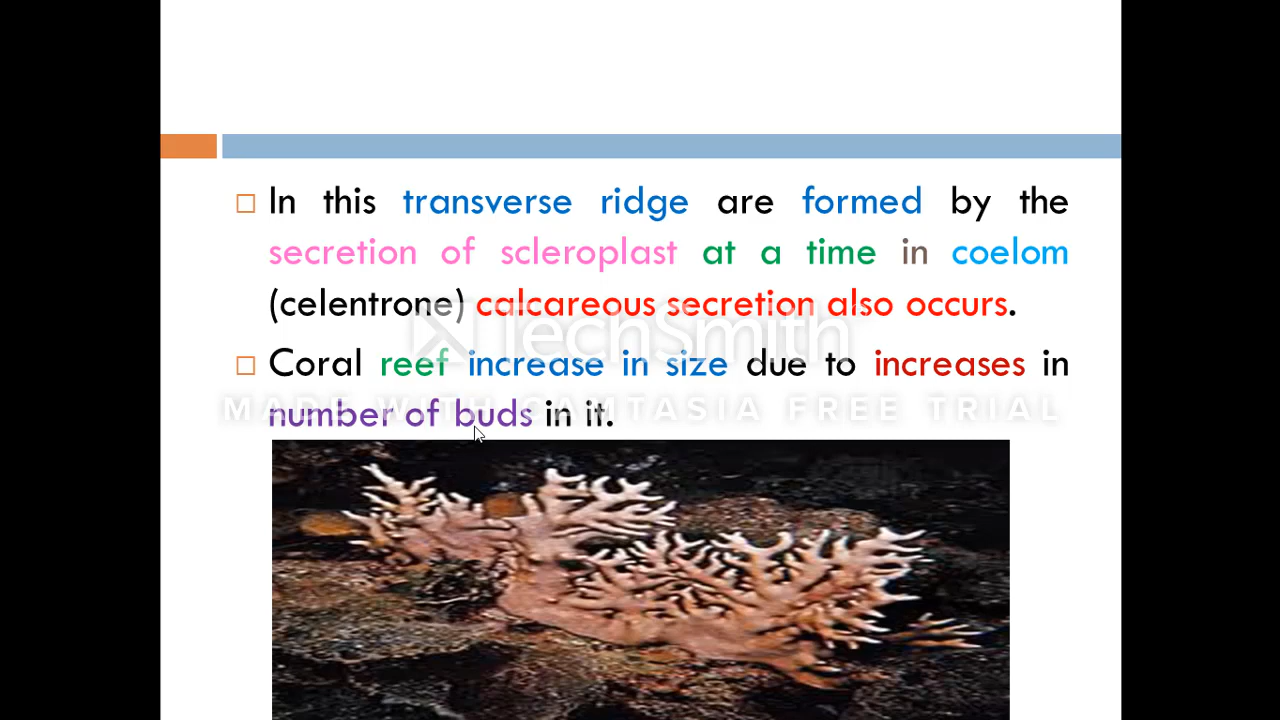 In this transverse ridge are formed by the
secretion of scleroplast at a time in coelom
(celentrone) calcareous secretion also occurs.
TechSmith
Coral reef increase in size due to increases in
MADE WITH CAMTASIA FREE TRIAL
number of buds in it.